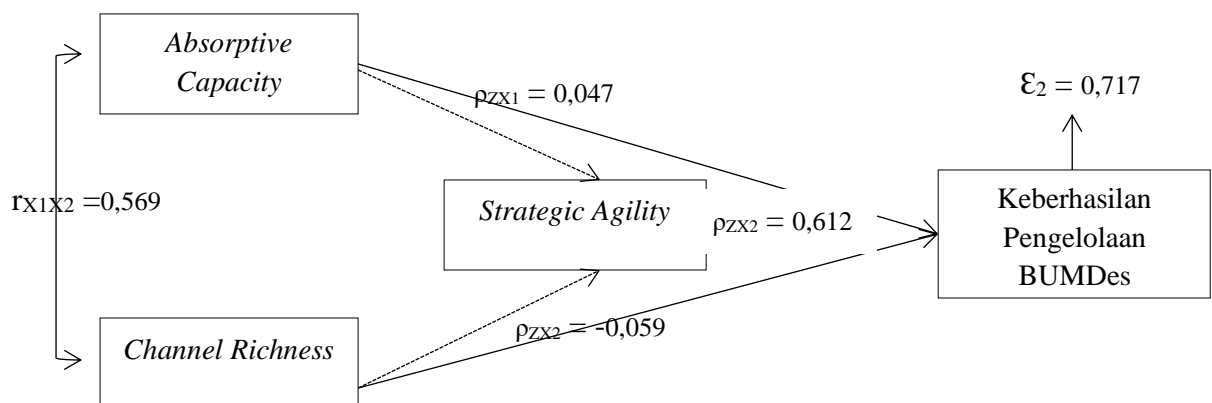 Absorptive
Capacity
ρZX1 = 0,047
Ɛ2 = 0,717
rX1X2 =0,569
Strategic Agility
ρZX2 = 0,612
Keberhasilan
Pengelolaan
BUMDes
Channel Richness
ρZX2 = -0,059